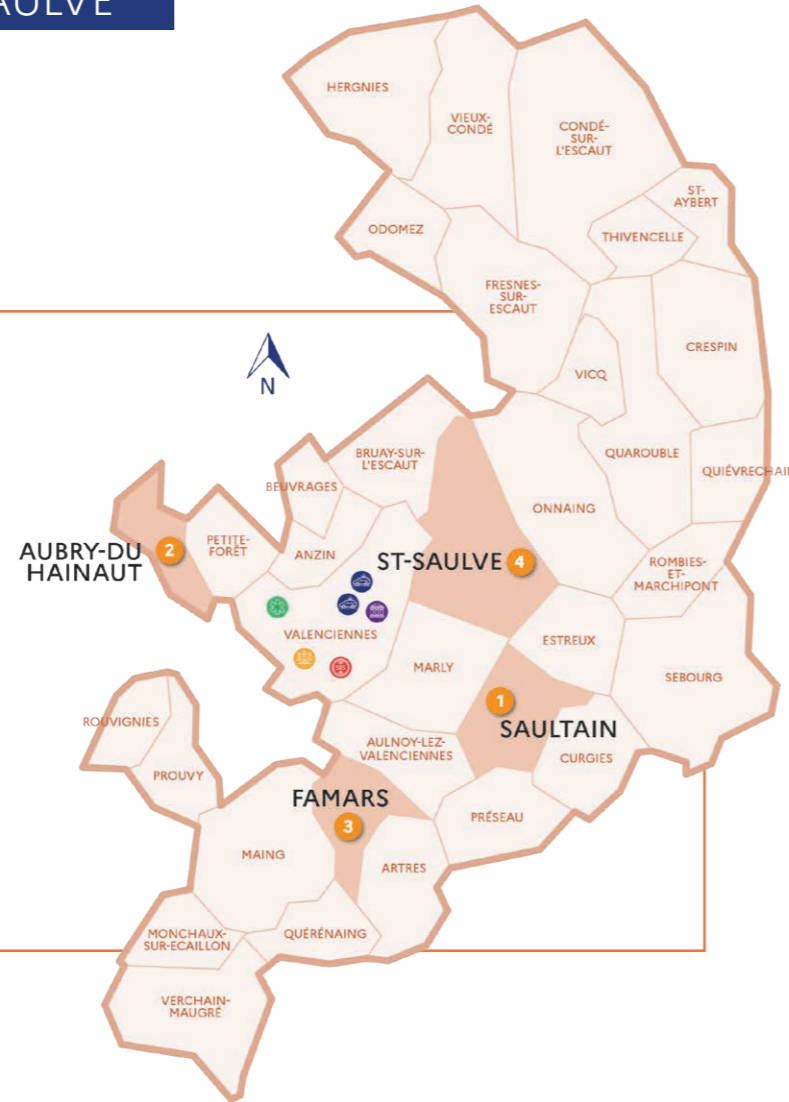 AULVE
HERGNIES
VIEUX-
CONDÉ
CONDÉ-
SUR-
L'ESCAUT
ST-
AYBERT
ODOMEZ
THIVENCELLE
FRESNES-
SUR-
ESCAUT
N
VICQ
CRESPIN
BRUAY-SUR-
L'ESCAUT
QUAROUBLE
QUIÉVRECHAIN
BEUVRAGES
ONNAING
AUBRY-DU
HAINAUT
2
PETITE-
FORÊT
ANZIN
ST-SAULVE
4
ROMBIES-
ET-
MARCHIPONT
VALENCIENNES
ESTREUX
MARLY
SEBOURG
1
SAULTAIN
ROUVIGNIES
AULNOY-LEZ-
VALENCIENNES
CURGIES
PROUVY
FAMARS
3
PRÉSEAU
MAING
ARTRES
MONCHAUX-
SUR-ECAILLON
QUÉRÉNAING
VERCHAIN-
MAUGRÉ